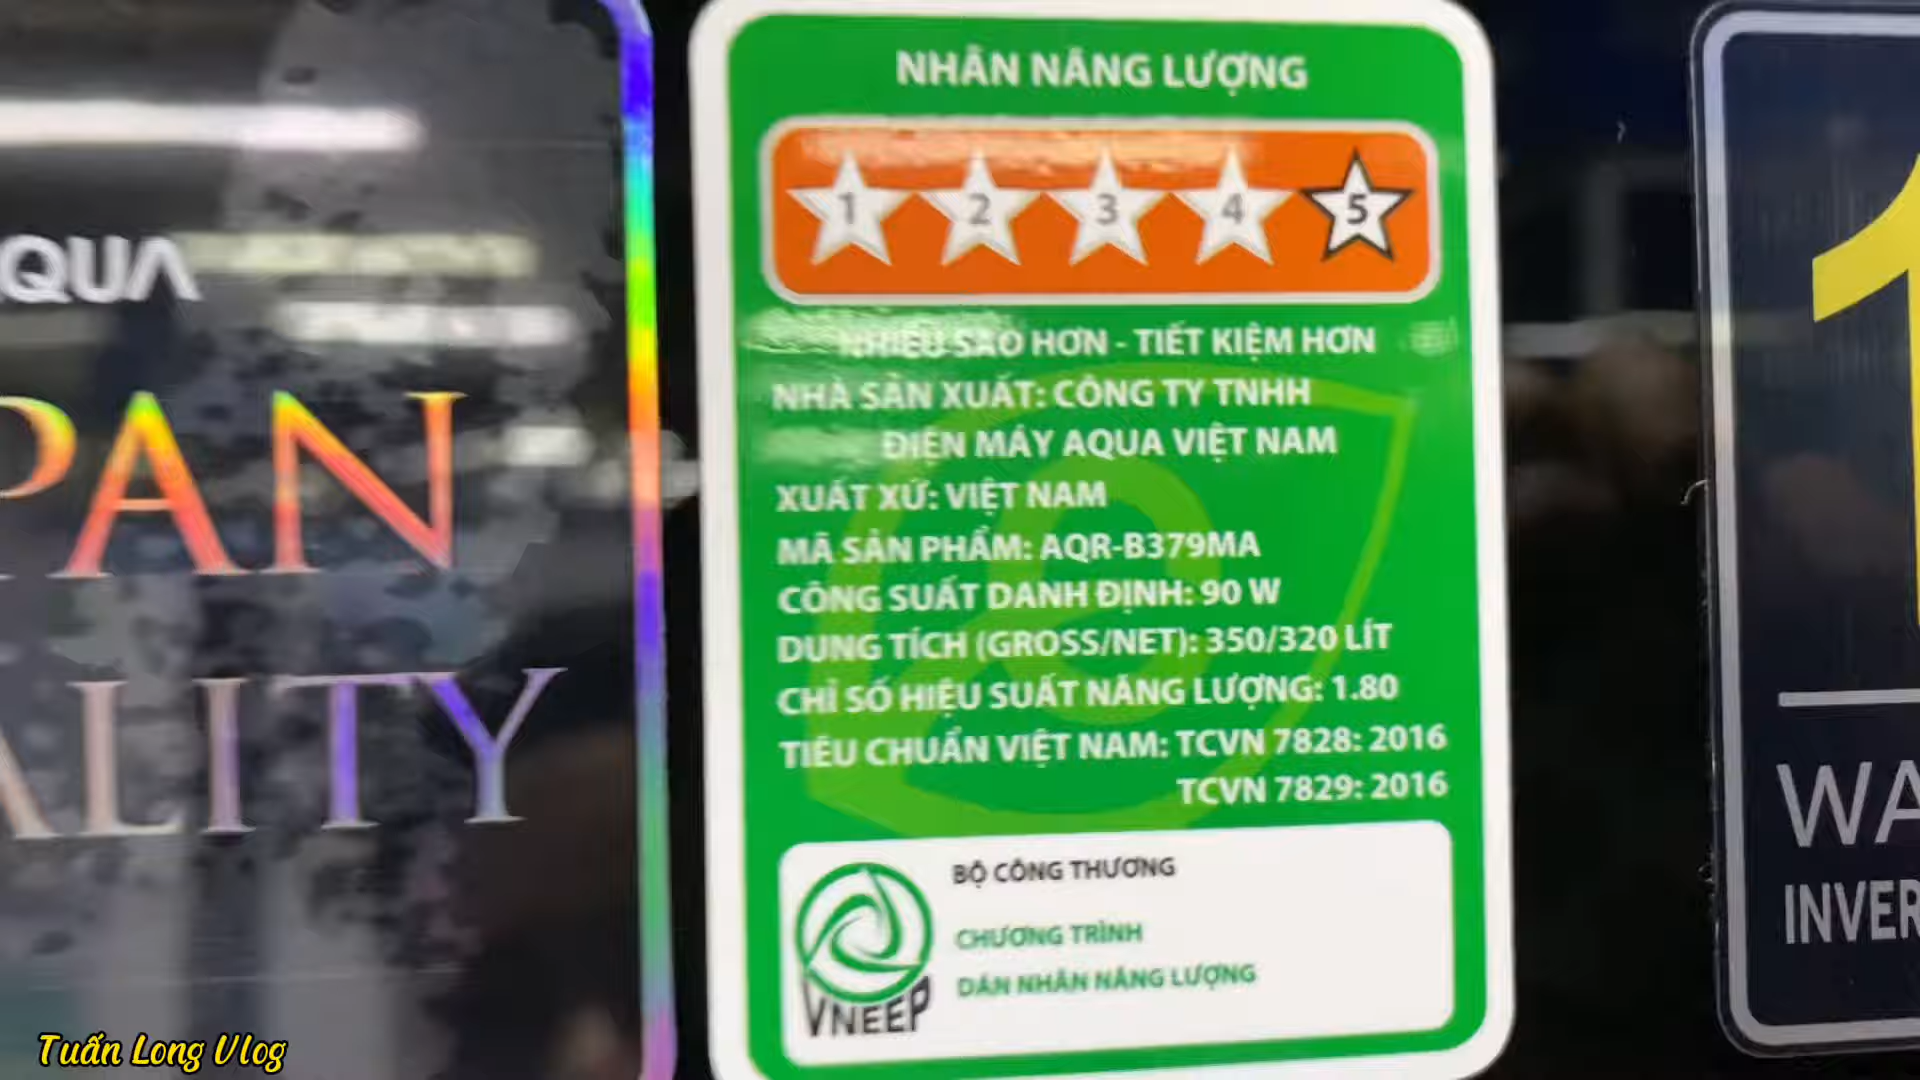 AQUA
PAN
ALITY
NHÃN NĂNG LƯỢNG
1 2 3 4 5
NHIỀU SAO HƠN - TIẾT KIỆM HƠN
NHÀ SẢN XUẤT: CÔNG TY TNHH
ĐIỆN MÁY AQUA VIỆT NAM
XUẤT XỨ: VIỆT NAM
MÃ SẢN PHẨM: AQR-B379MA
CÔNG SUẤT DANH ĐỊNH: 90 W
DUNG TÍCH (GROSS/NET): 350/320 LÍT
CHỈ SỐ HIỆU SUẤT NĂNG LƯỢNG: 1.80
TIÊU CHUẨN VIỆT NAM: TCVN 7828: 2016
TCVN 7829: 2016
BỘ CÔNG THƯƠNG
CHƯƠNG TRÌNH
DÁN NHÃN NĂNG LƯỢNG
VNEEP
1
WA
INVER
Tuấn Long Vlog